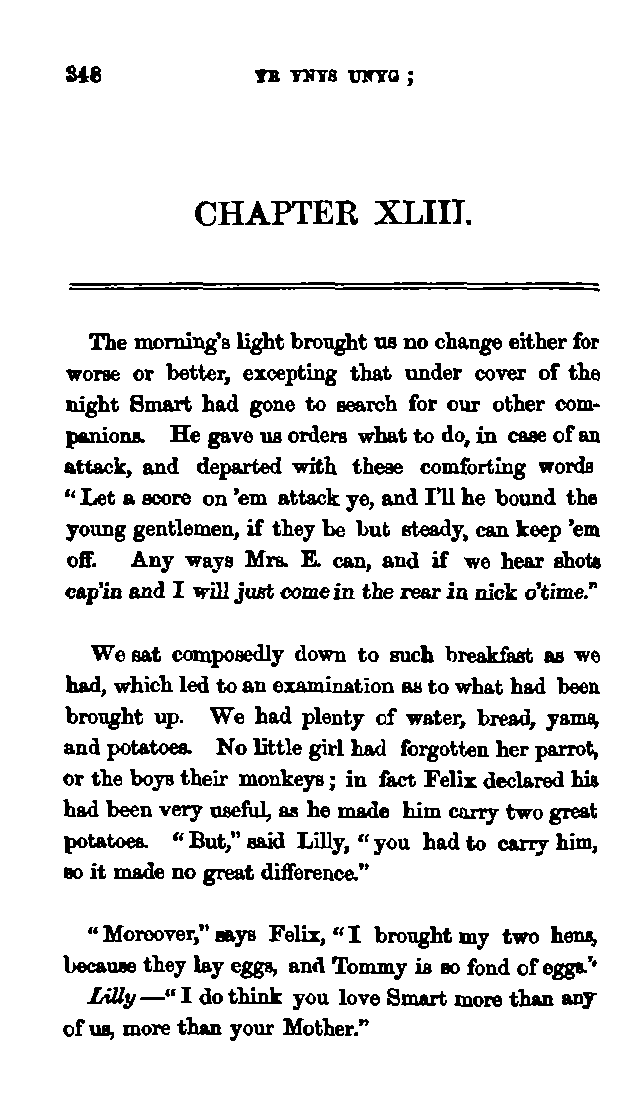 348 YR YNYS UNYG ;
CHAPTER XLIII.
The morning's light brought us no change either for
worse or better, excepting that under cover of the
night Smart had gone to search for our other com-
panions. He gave us orders what to do, in case of an
attack, and departed with these comforting words
"Let a score on 'em attack ye, and I'll he bound the
young gentlemen, if they be but steady, can keep 'em
off. Any ways Mrs. E. can, and if we hear shots
cap'in and I will just come in the rear in nick o'time."
We sat composedly down to such breakfast as we
had, which led to an examination as to what had been
brought up. We had plenty of water, bread, yams,
and potatoes. No little girl had forgotten her parrot,
or the boys their monkeys; in fact Felix declared his
had been very useful, as he made him carry two great
potatoes. "But," said Lilly, "you had to carry him,
so it made no great difference."
"Moreover," says Felix, "I brought my two hens,
because they lay eggs, and Tommy is so fond of eggs."
Lilly—"I do think you love Smart more than any
of us, more than your Mother."